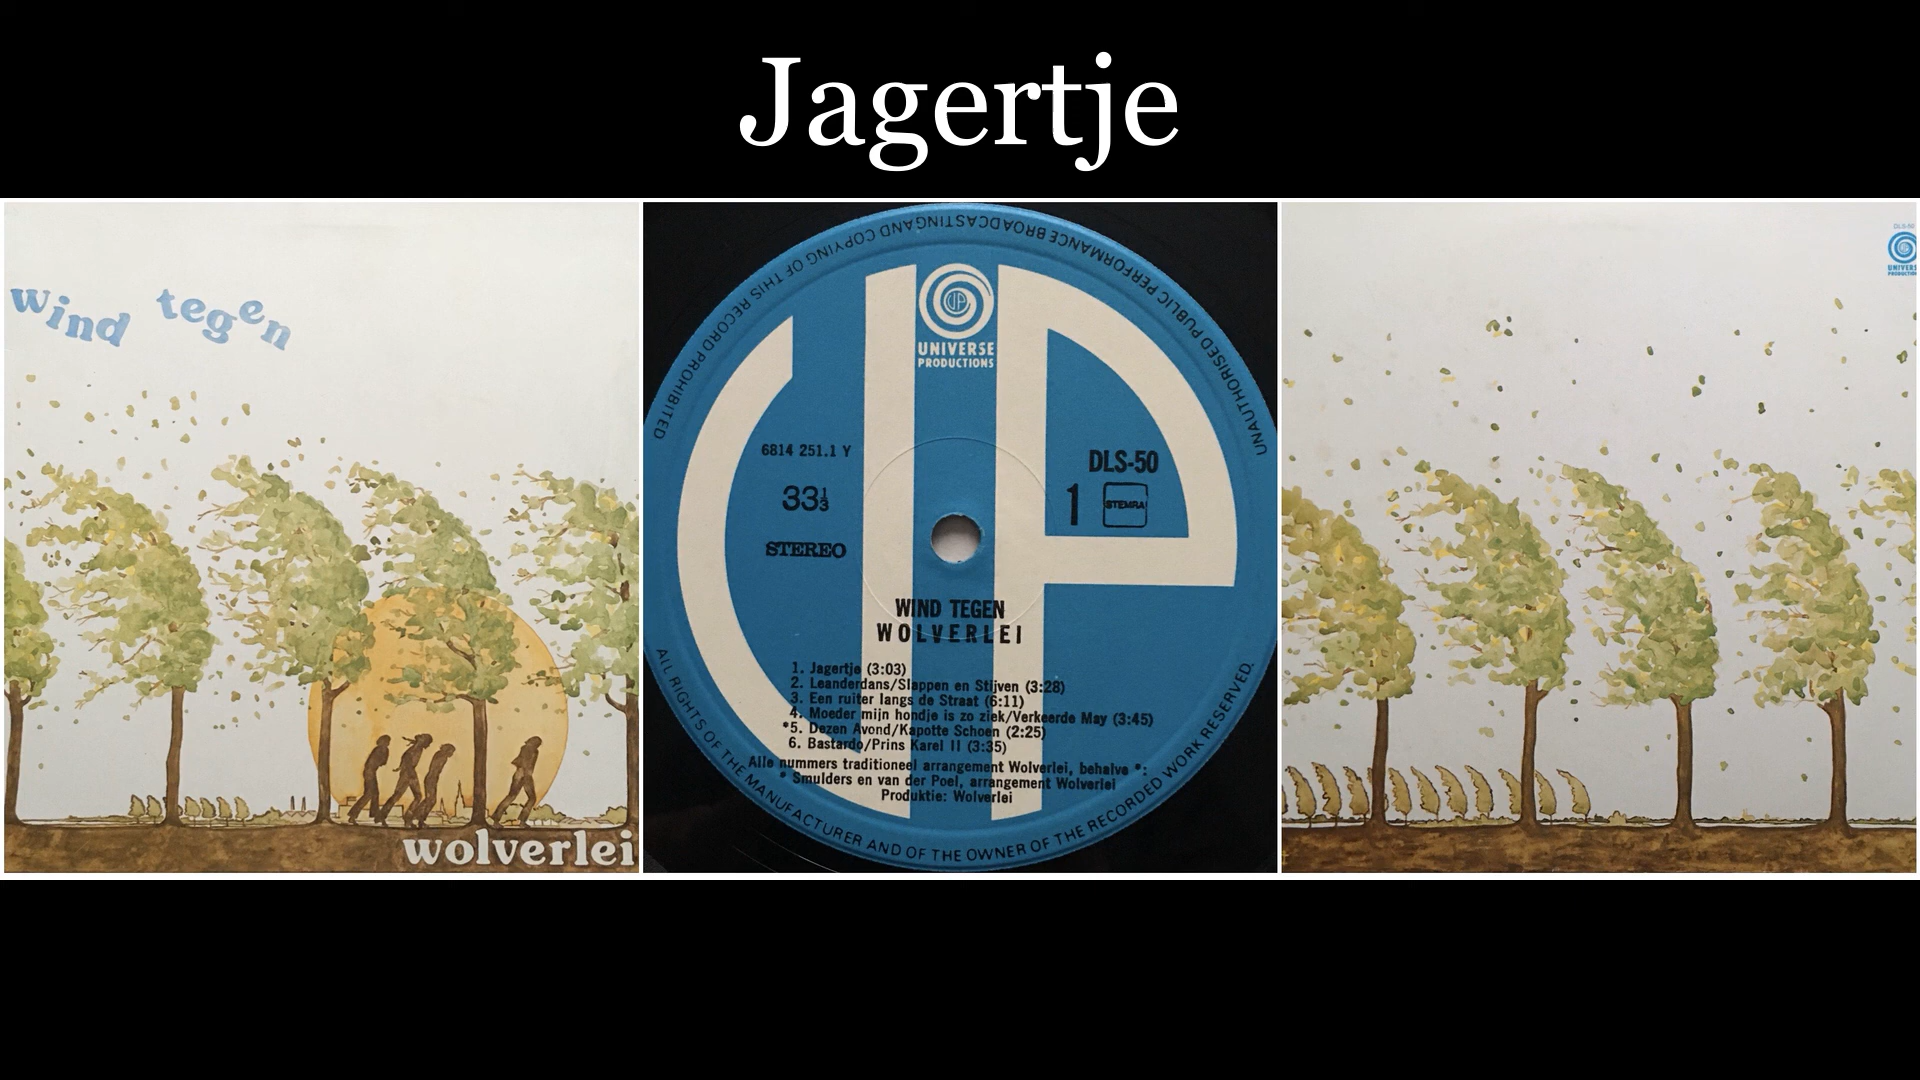 Jagertje
wind tegen
wolverlei
UNAUTHORISED PUBLIC PERFORMANCE BROADCASTING AND COPYING OF THIS RECORD PROHIBITED
UP
UNIVERSE
PRODUCTIONS
6814 251.1 Y
33⅓
STEREO
DLS-50
1 STEMRA
WIND TEGEN
WOLVERLEI
1. Jagertje (3:03)
2. Leanderdans/Slappen en Stijven (3:28)
3. Een ruiter langs de Straat (6:11)
4. Moeder mijn hondje is zo ziek/Verkeerde May (3:45)
*5. Dezen Avond/Kapotte Schoen (2:25)
6. Bastardo/Prins Karel II (3:35)
Alle nummers traditioneel arrangement Wolverlei, behalve *:
* Smulders en van der Poel, arrangement Wolverlei
Produktie: Wolverlei
ALL RIGHTS OF THE MANUFACTURER AND OF THE OWNER OF THE RECORDED WORK RESERVED.
DLS-50